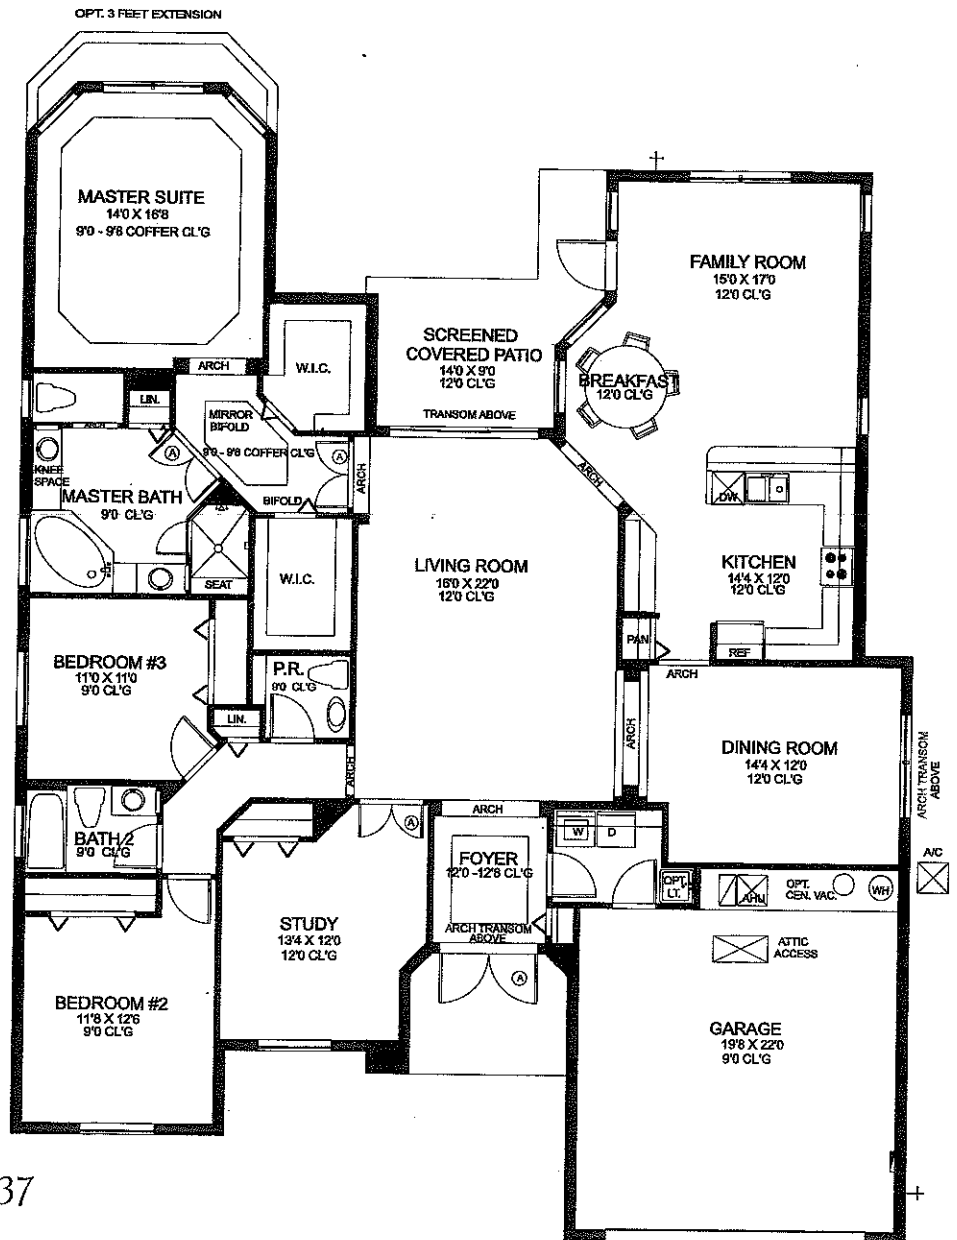 OPT. 3 FEET EXTENSION
MASTER SUITE
14'0 X 16'8
9'0 - 9'8 COFFER CL'G
FAMILY ROOM
15'0 X 17'0
12'0 CL'G
SCREENED
COVERED PATIO
14'0 X 9'0
12'0 CL'G
TRANSOM ABOVE
BREAKFAST
12'0 CL'G
ARCH
W.I.C.
LIN.
MIRROR
BIFOLD
9'0 - 9'8 COFFER CL'G
A
A
BIFOLD
ARCH
ARCH
ARCH
KNEE
SPACE
MASTER BATH
9'0 CL'G
SEAT
W.I.C.
LIVING ROOM
16'0 X 22'0
12'0 CL'G
DW
KITCHEN
14'4 X 12'0
12'0 CL'G
PAN
REF
ARCH
BEDROOM #3
11'0 X 11'0
9'0 CL'G
P.R.
9'0 CL'G
LIN.
ARCH
ARCH
DINING ROOM
14'4 X 12'0
12'0 CL'G
ARCH TRANSOM
ABOVE
A/C
BATH 2
9'0 CL'G
A
ARCH
FOYER
12'0 -12'8 CL'G
ARCH TRANSOM
ABOVE
A
W
D
OPT.
LT.
AHU
OPT.
CEN. VAC.
WH
ATTIC
ACCESS
STUDY
13'4 X 12'0
12'0 CL'G
BEDROOM #2
11'8 X 12'6
9'0 CL'G
GARAGE
19'8 X 22'0
9'0 CL'G
37